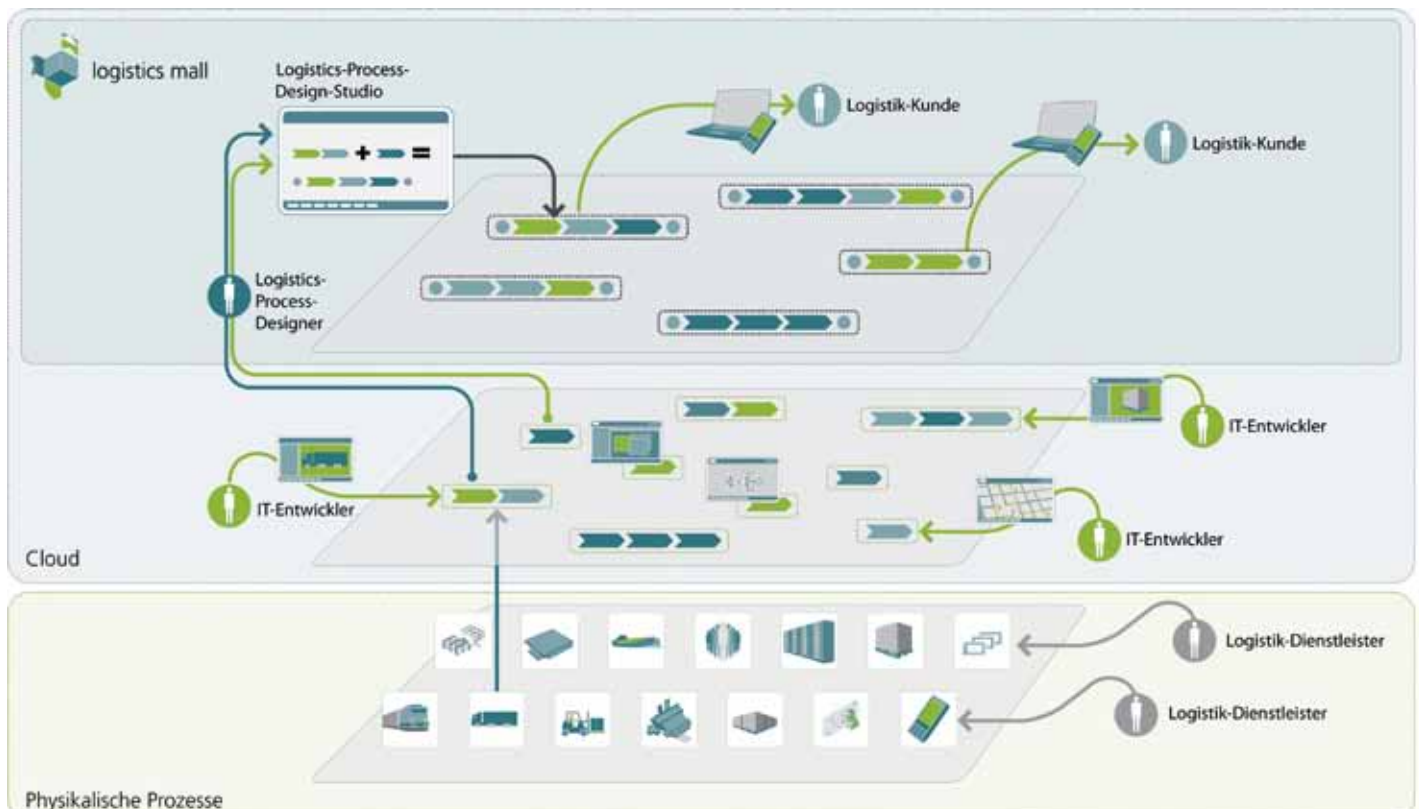 logistics mall
Logistics-Process-
Design-Studio
Logistik-Kunde
Logistik-Kunde
Logistics-
Process-
Designer
IT-Entwickler
IT-Entwickler
IT-Entwickler
Cloud
Logistik-Dienstleister
Logistik-Dienstleister
Physikalische Prozesse